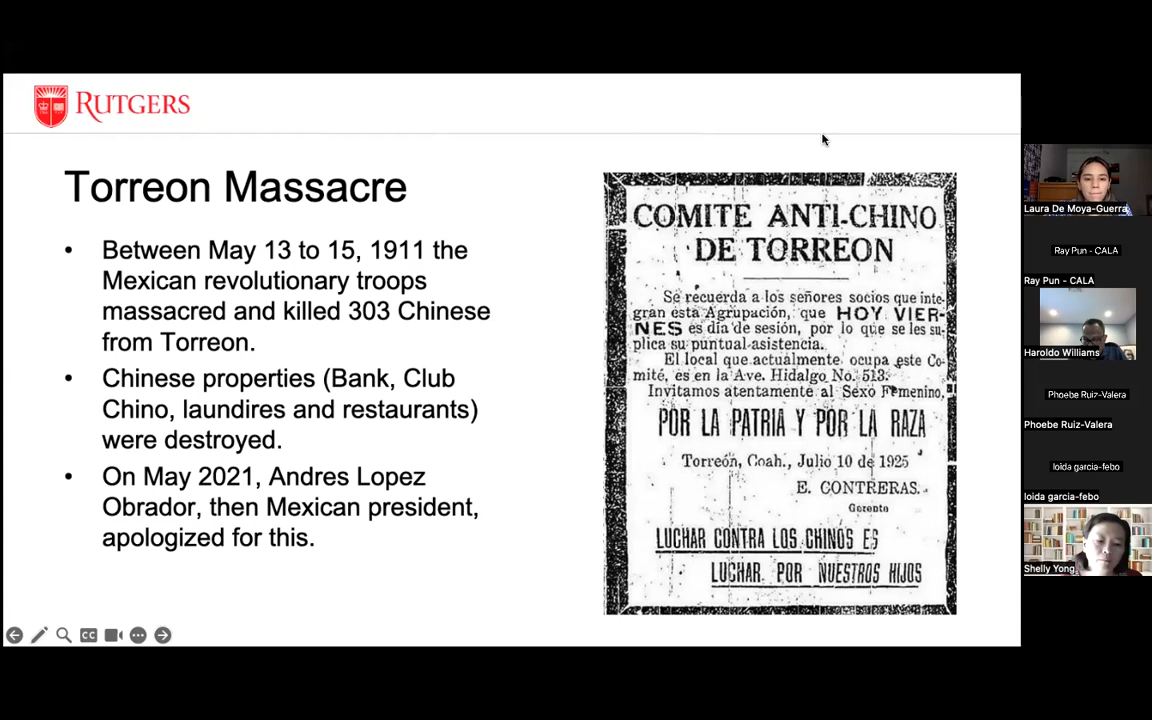 RUTGERS
Torreon Massacre
• Between May 13 to 15, 1911 the
Mexican revolutionary troops
massacred and killed 303 Chinese
from Torreon.
• Chinese properties (Bank, Club
Chino, laundires and restaurants)
were destroyed.
• On May 2021, Andres Lopez
Obrador, then Mexican president,
apologized for this.
COMITE ANTI-CHINO
DE TORREON
Se recuerda a los señores socios que inte-
gran esta Agrupación, que HOY VIER-
NES es dia de sesión, por lo que se les su-
plica su puntual asistencia.
El local que actualmente ocupa este Co-
mité, es en la Ave. Hidalgo No. 513.
Invitamos atentamente al Sexo Femenino,
POR LA PATRIA Y POR LA RAZA
Torreón, Coah., Julio 10 de 1925
E. CONTRERAS.
Gerente
LUCHAR CONTRA LOS CHINOS ES
LUCHAR POR NUESTROS HIJOS
CC
Laura De Moya-Guerra
Ray Pun - CALA
Ray Pun - CALA
Haroldo Williams
Phoebe Ruiz-Valera
Phoebe Ruiz-Valera
loida garcia-febo
loida garcia-febo
Shelly Yong